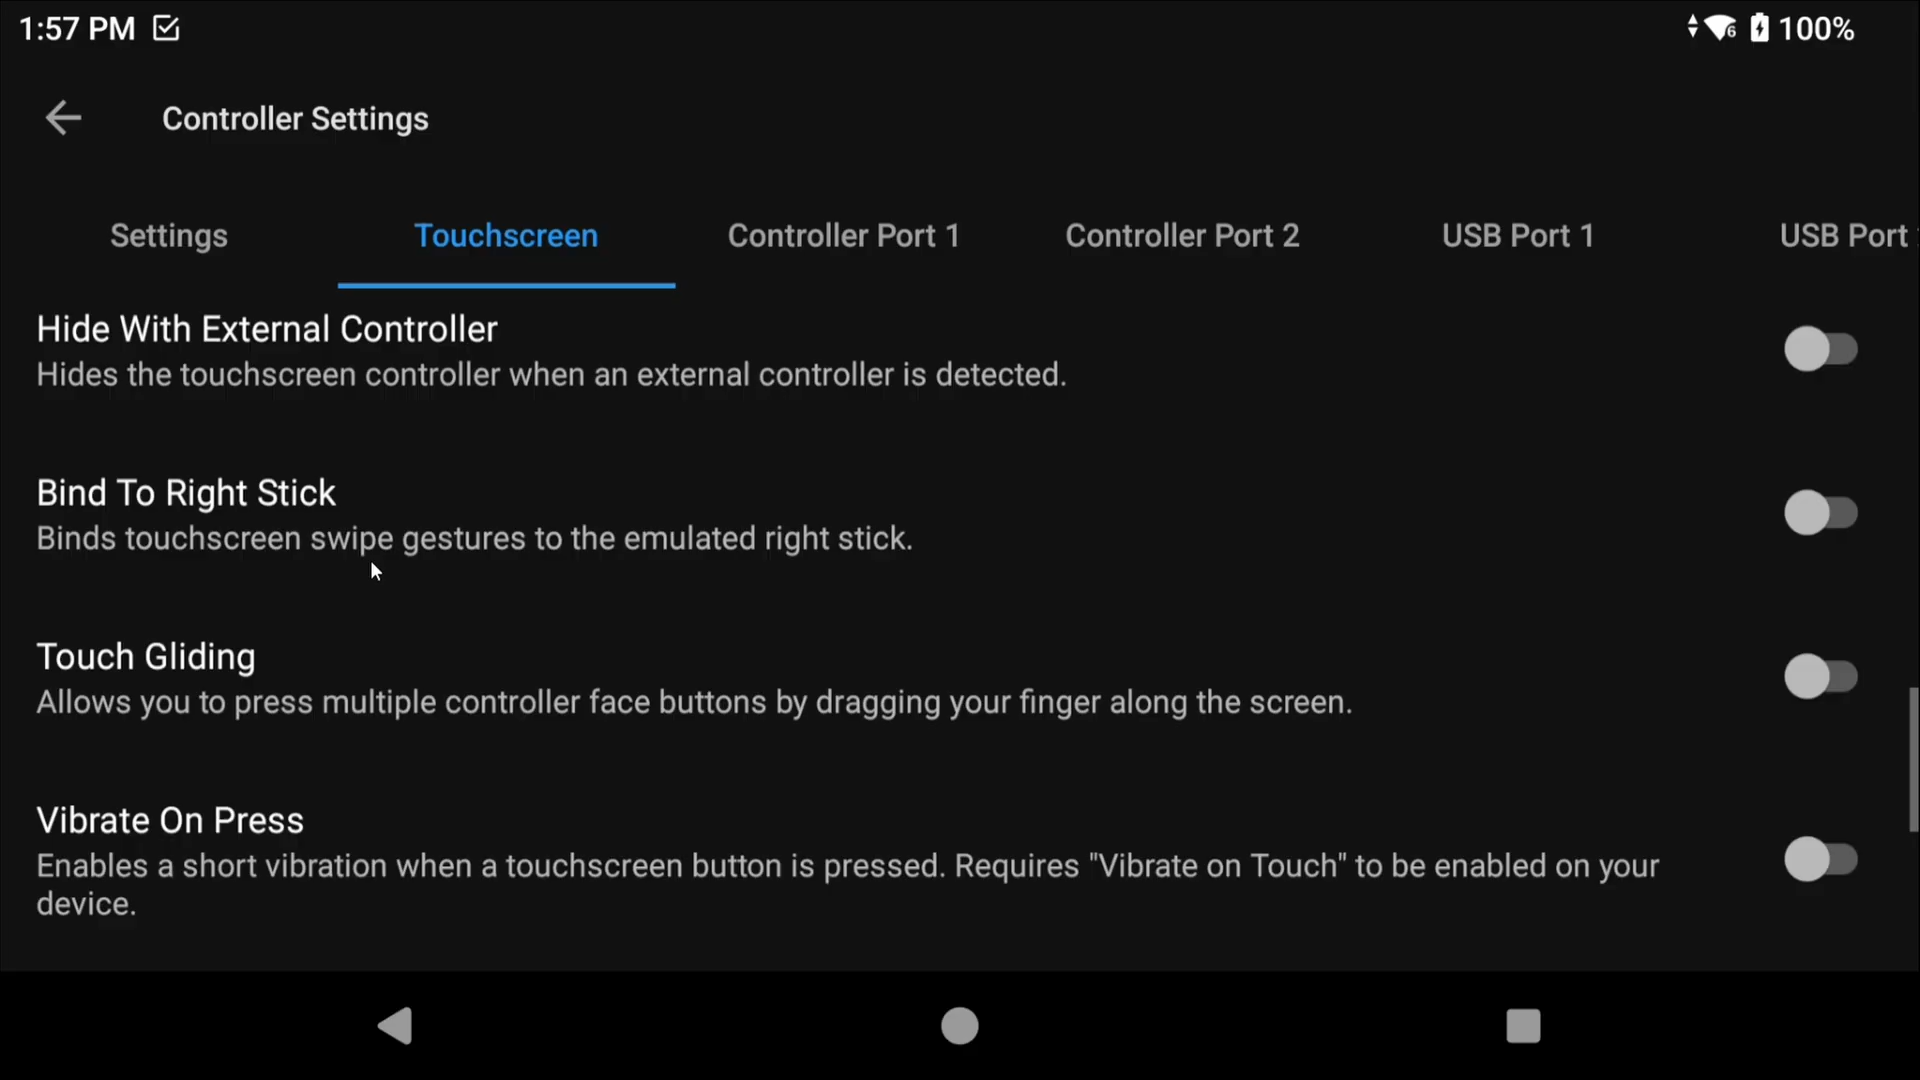 1:57 PM
6 100%
Controller Settings
Settings Touchscreen Controller Port 1 Controller Port 2 USB Port 1 USB Port
Hide With External Controller
Hides the touchscreen controller when an external controller is detected.
Bind To Right Stick
Binds touchscreen swipe gestures to the emulated right stick.
Touch Gliding
Allows you to press multiple controller face buttons by dragging your finger along the screen.
Vibrate On Press
Enables a short vibration when a touchscreen button is pressed. Requires "Vibrate on Touch" to be enabled on your
device.